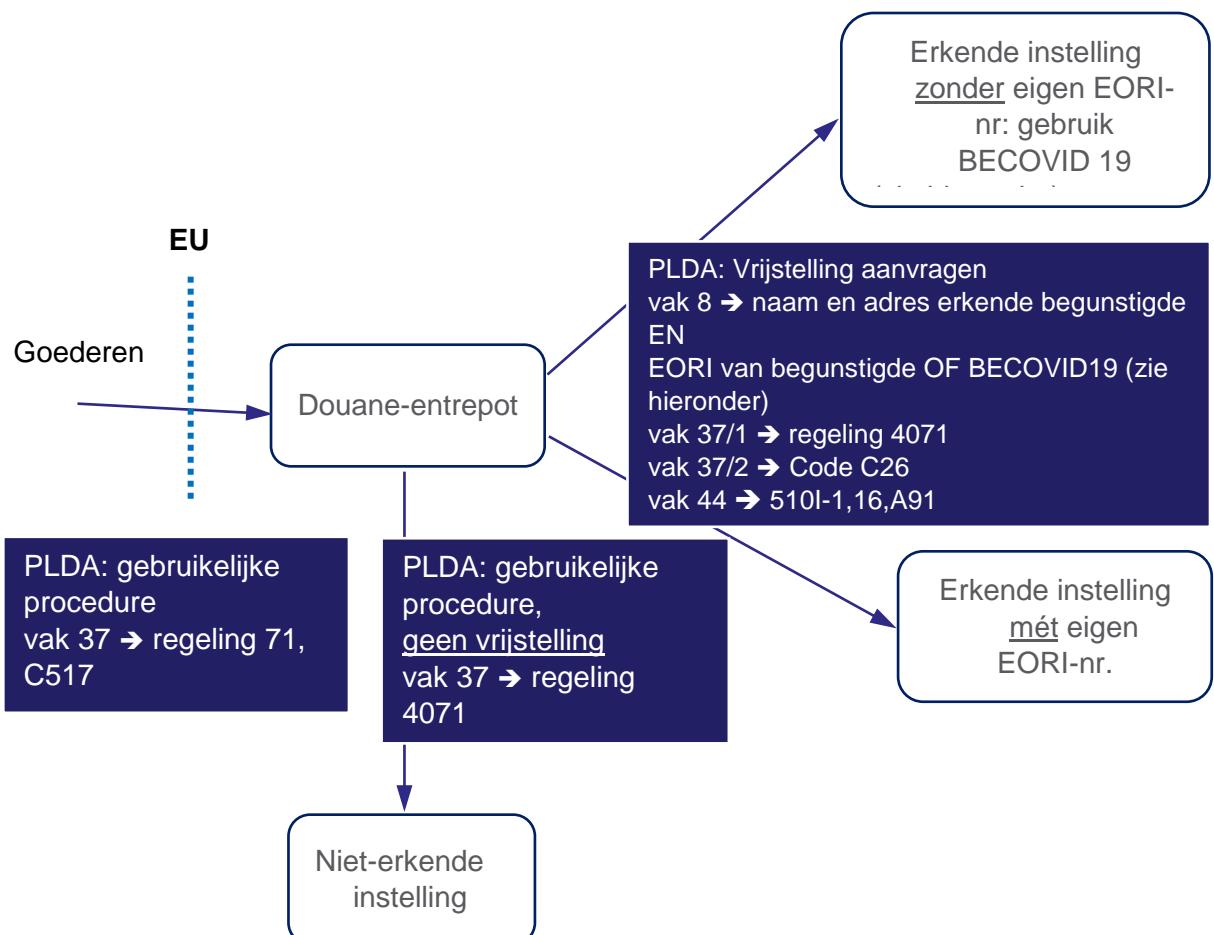 Erkende instelling
zonder eigen EORI-
nr: gebruik
BECOVID 19
EU
Goederen
Douane-entrepot
PLDA: Vrijstelling aanvragen
vak 8 ➔ naam en adres erkende begunstigde
EN
EORI van begunstigde OF BECOVID19 (zie
hieronder)
vak 37/1 ➔ regeling 4071
vak 37/2 ➔ Code C26
vak 44 ➔ 510I-1,16,A91
PLDA: gebruikelijke
procedure
vak 37 ➔ regeling 71,
C517
PLDA: gebruikelijke
procedure,
geen vrijstelling
vak 37 ➔ regeling
4071
Erkende instelling
mét eigen
EORI-nr.
Niet-erkende
instelling